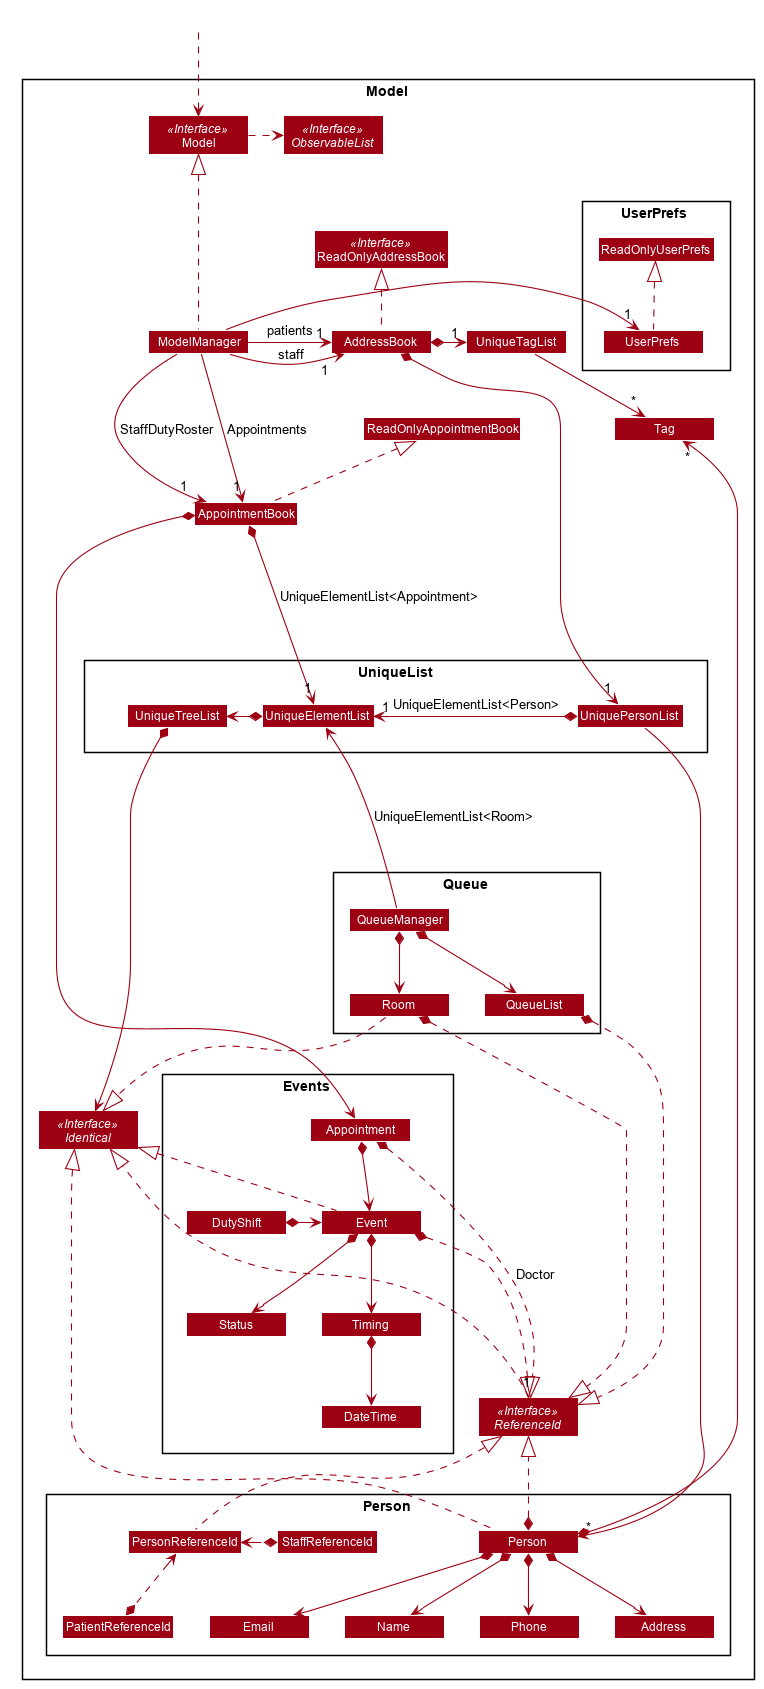 Model
«Interface»
Model
«Interface»
ObservableList
UserPrefs
ReadOnlyUserPrefs
«Interface»
ReadOnlyAddressBook
1
ModelManager
patients
1
AddressBook
1
UniqueTagList
UserPrefs
staff
1
*
StaffDutyRoster
Appointments
ReadOnlyAppointmentBook
Tag
*
1
1
AppointmentBook
UniqueElementList<Appointment>
UniqueList
1
1
UniqueTreeList
UniqueElementList
1
UniqueElementList<Person>
UniquePersonList
UniqueElementList<Room>
Queue
QueueManager
Room
QueueList
Events
«Interface»
Identical
Appointment
DutyShift
Event
Doctor
Status
Timing
1
«Interface»
ReferenceId
DateTime
Person
*
PersonReferenceId
StaffReferenceId
Person
PatientReferenceId
Email
Name
Phone
Address